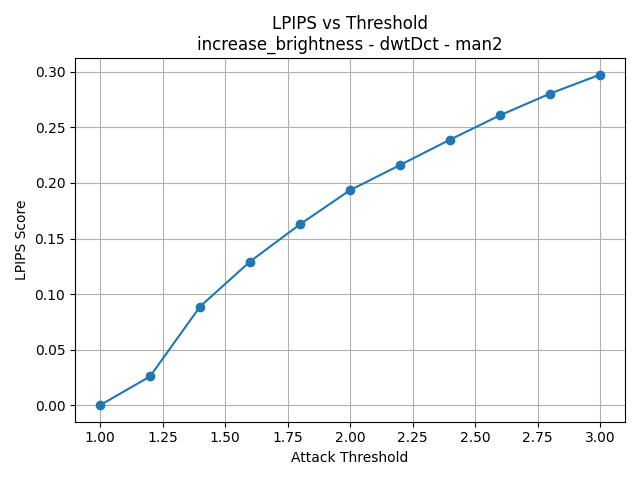 LPIPS vs Threshold
increase_brightness - dwtDct - man2
LPIPS Score
0.30
0.25
0.20
0.15
0.10
0.05
0.00
1.00 1.25 1.50 1.75 2.00 2.25 2.50 2.75 3.00
Attack Threshold